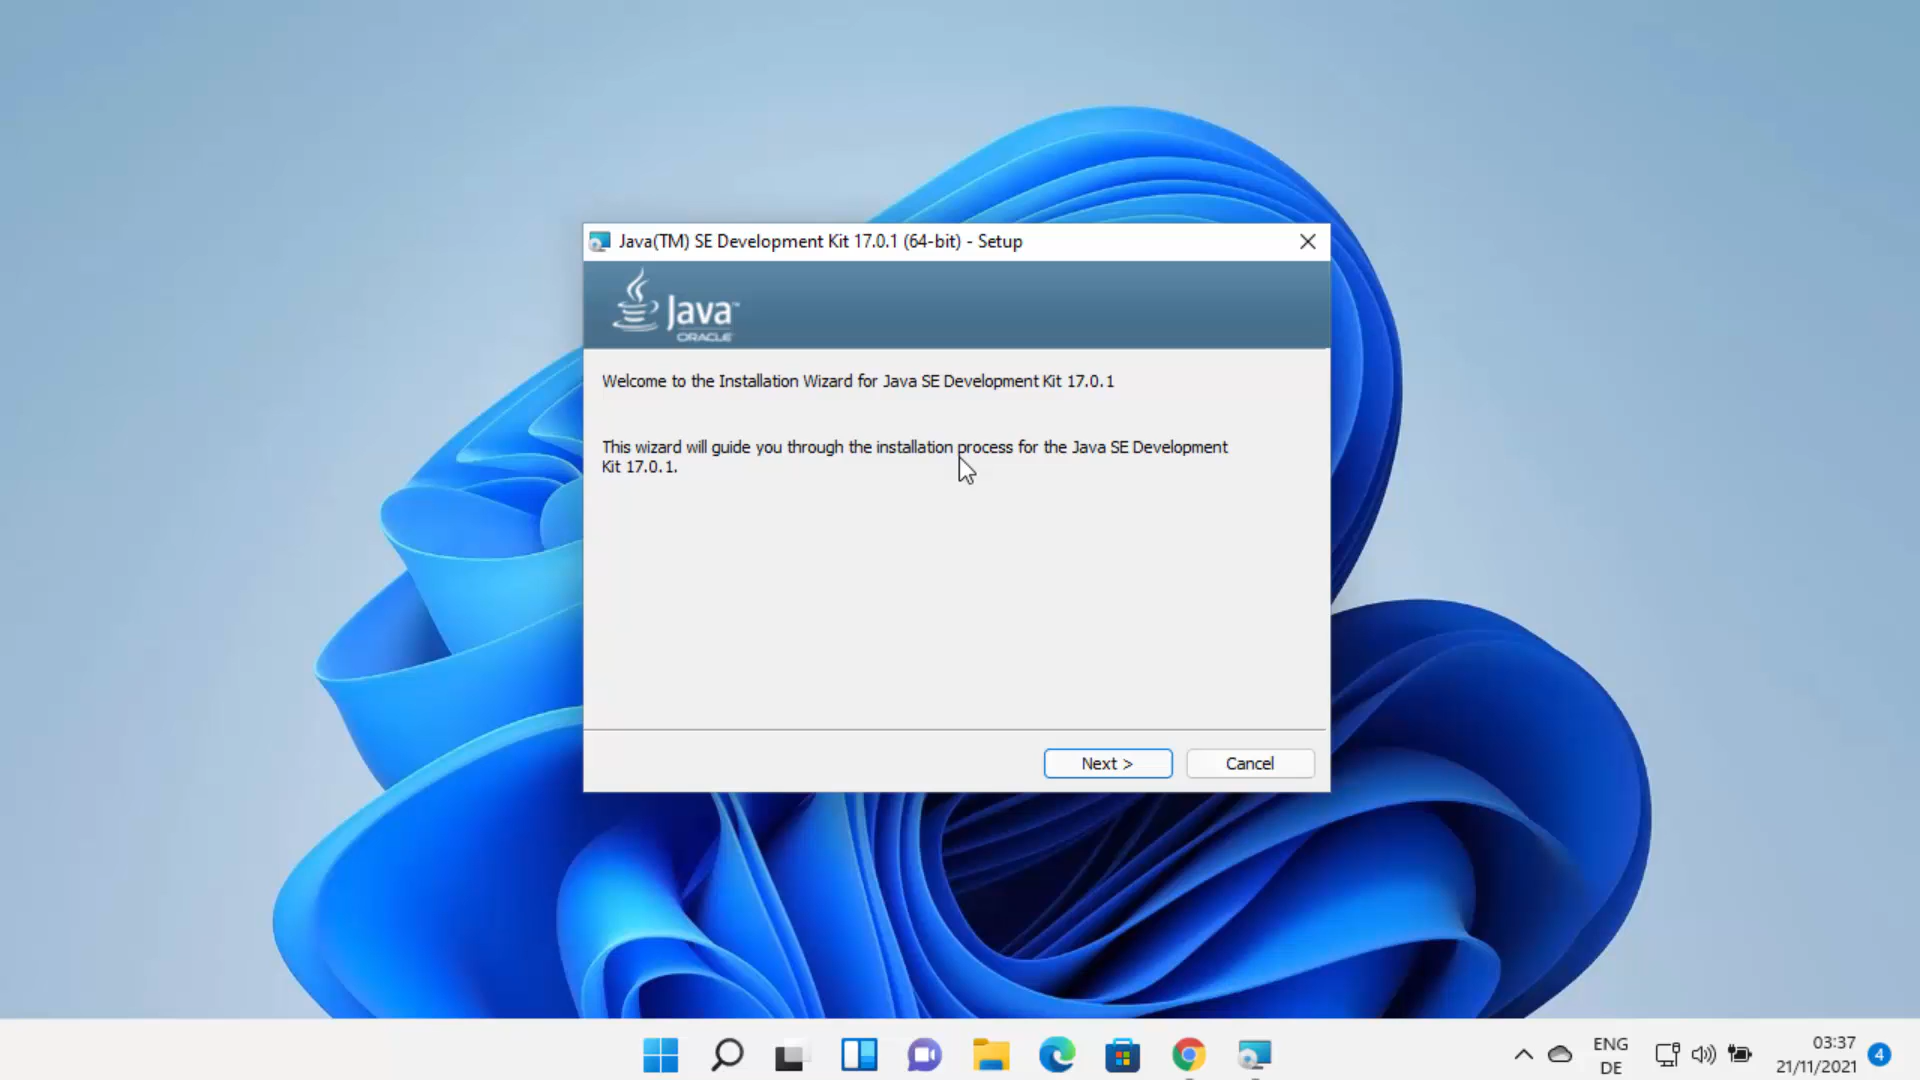 Java(TM) SE Development Kit 17.0.1 (64-bit) - Setup
Java™
ORACLE
Welcome to the Installation Wizard for Java SE Development Kit 17.0.1
This wizard will guide you through the installation process for the Java SE Development
Kit 17.0.1.
Next >
Cancel
ENG
DE
03:37
21/11/2021
4